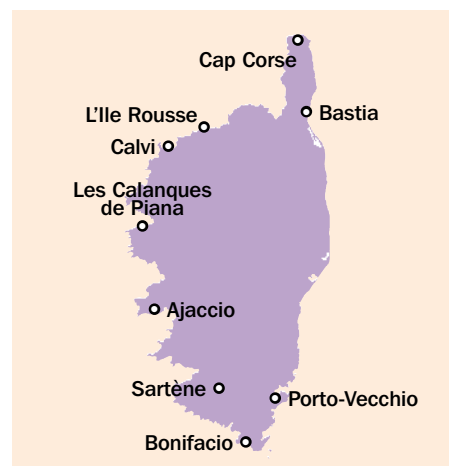 Cap Corse
L'Ile Rousse
Bastia
Calvi
Les Calanques
de Piana
Ajaccio
Sartène
Porto-Vecchio
Bonifacio